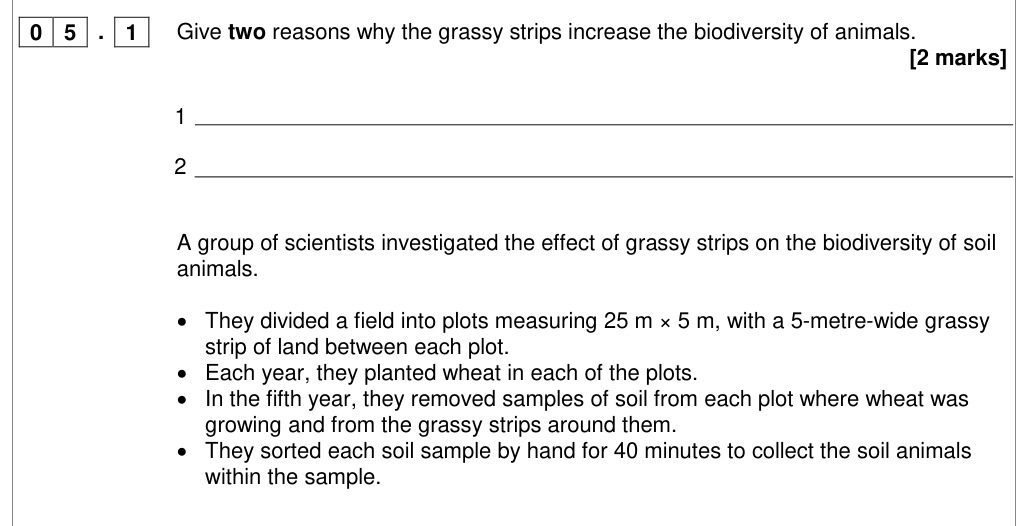 0 5 . 1 Give two reasons why the grassy strips increase the biodiversity of animals.
[2 marks]
1
2
A group of scientists investigated the effect of grassy strips on the biodiversity of soil
animals.
• They divided a field into plots measuring 25 m × 5 m, with a 5-metre-wide grassy
strip of land between each plot.
• Each year, they planted wheat in each of the plots.
• In the fifth year, they removed samples of soil from each plot where wheat was
growing and from the grassy strips around them.
• They sorted each soil sample by hand for 40 minutes to collect the soil animals
within the sample.